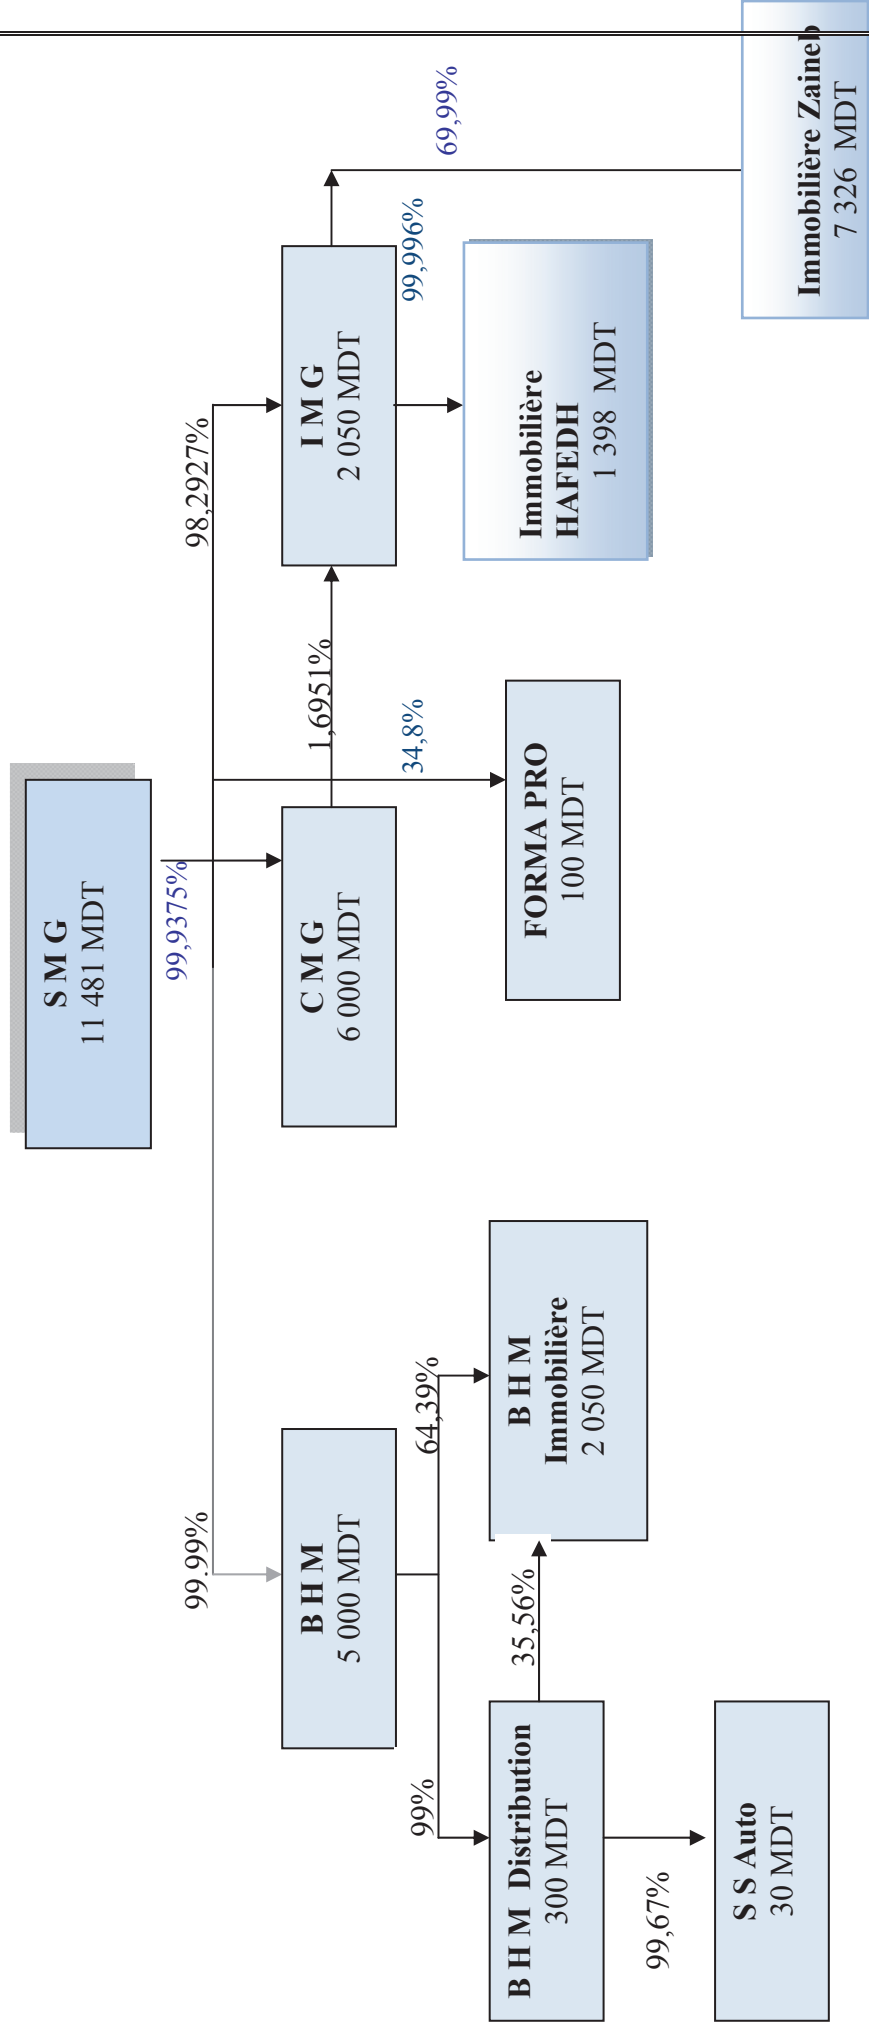 S M G
11 481 MDT
99,9375%
99.99%
98,2927%
B H M
5 000 MDT
C M G
6 000 MDT
1,6951%
I M G
2 050 MDT
99%
64,39%
34,8%
99,996%
69,99%
B H M Distribution
300 MDT
35,56%
B H M
Immobilière
2 050 MDT
FORMA PRO
100 MDT
Immobilière
HAFEDH
1 398 MDT
99,67%
S S Auto
30 MDT
Immobilière Zaineb
7 326 MDT